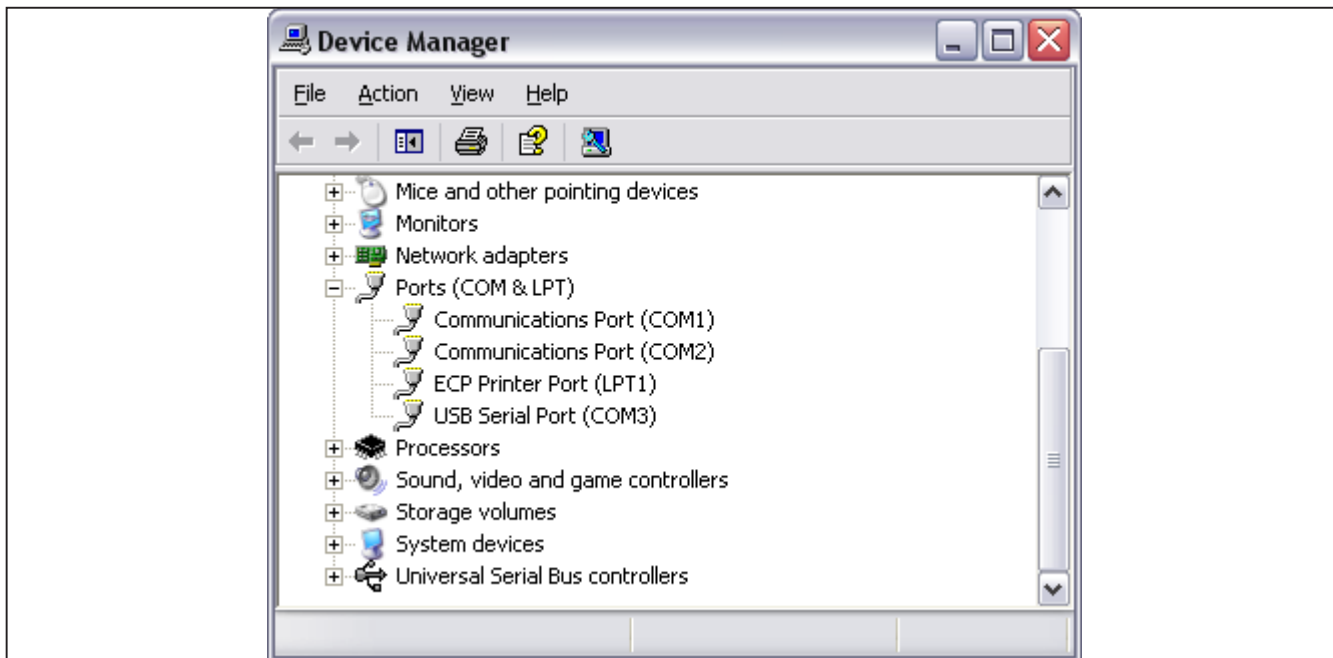 Device Manager
File Action View Help
Mice and other pointing devices
Monitors
Network adapters
Ports (COM & LPT)
Communications Port (COM1)
Communications Port (COM2)
ECP Printer Port (LPT1)
USB Serial Port (COM3)
Processors
Sound, video and game controllers
Storage volumes
System devices
Universal Serial Bus controllers